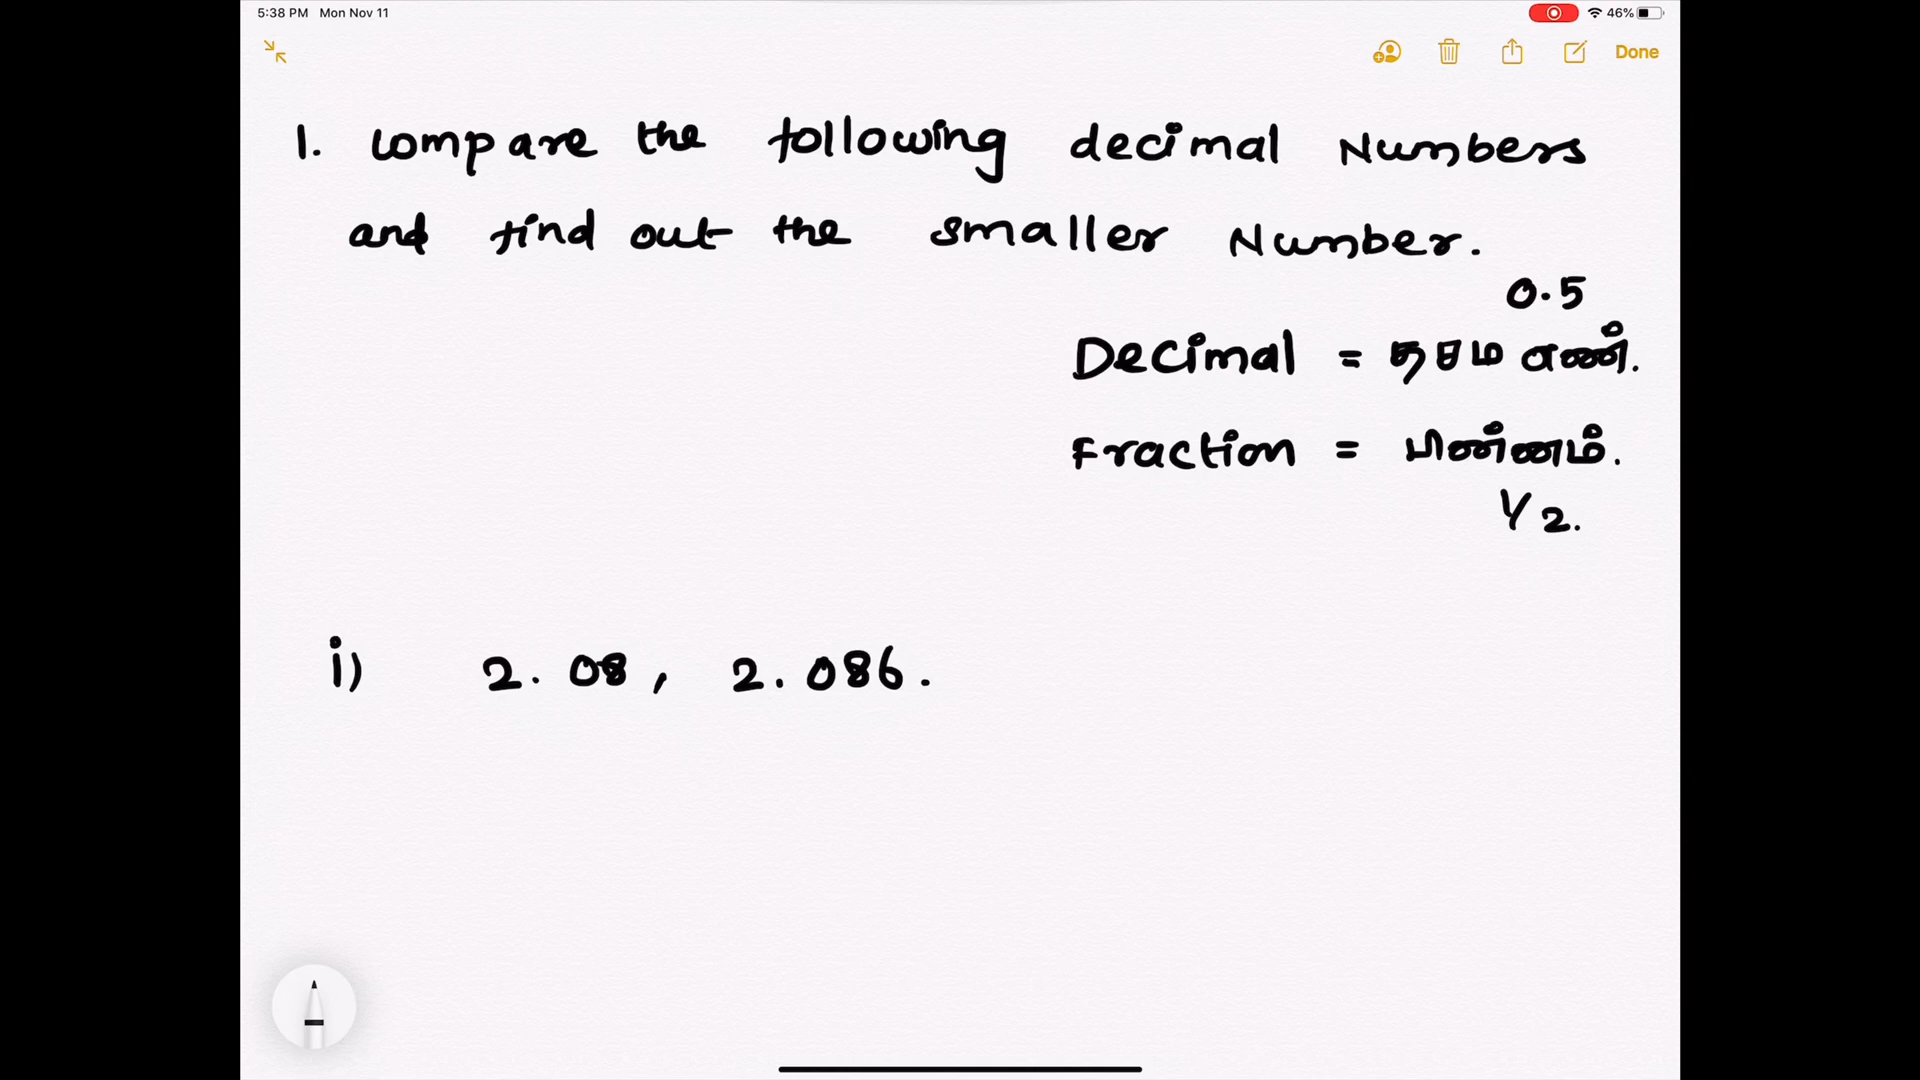 5:38 PM Mon Nov 11
46%
Done
1. Compare the following decimal Numbers
and find out the smaller Number.
0.5
Decimal = தசம எண்.
Fraction = பின்னம்.
1/2.
i) 2.08, 2.086.